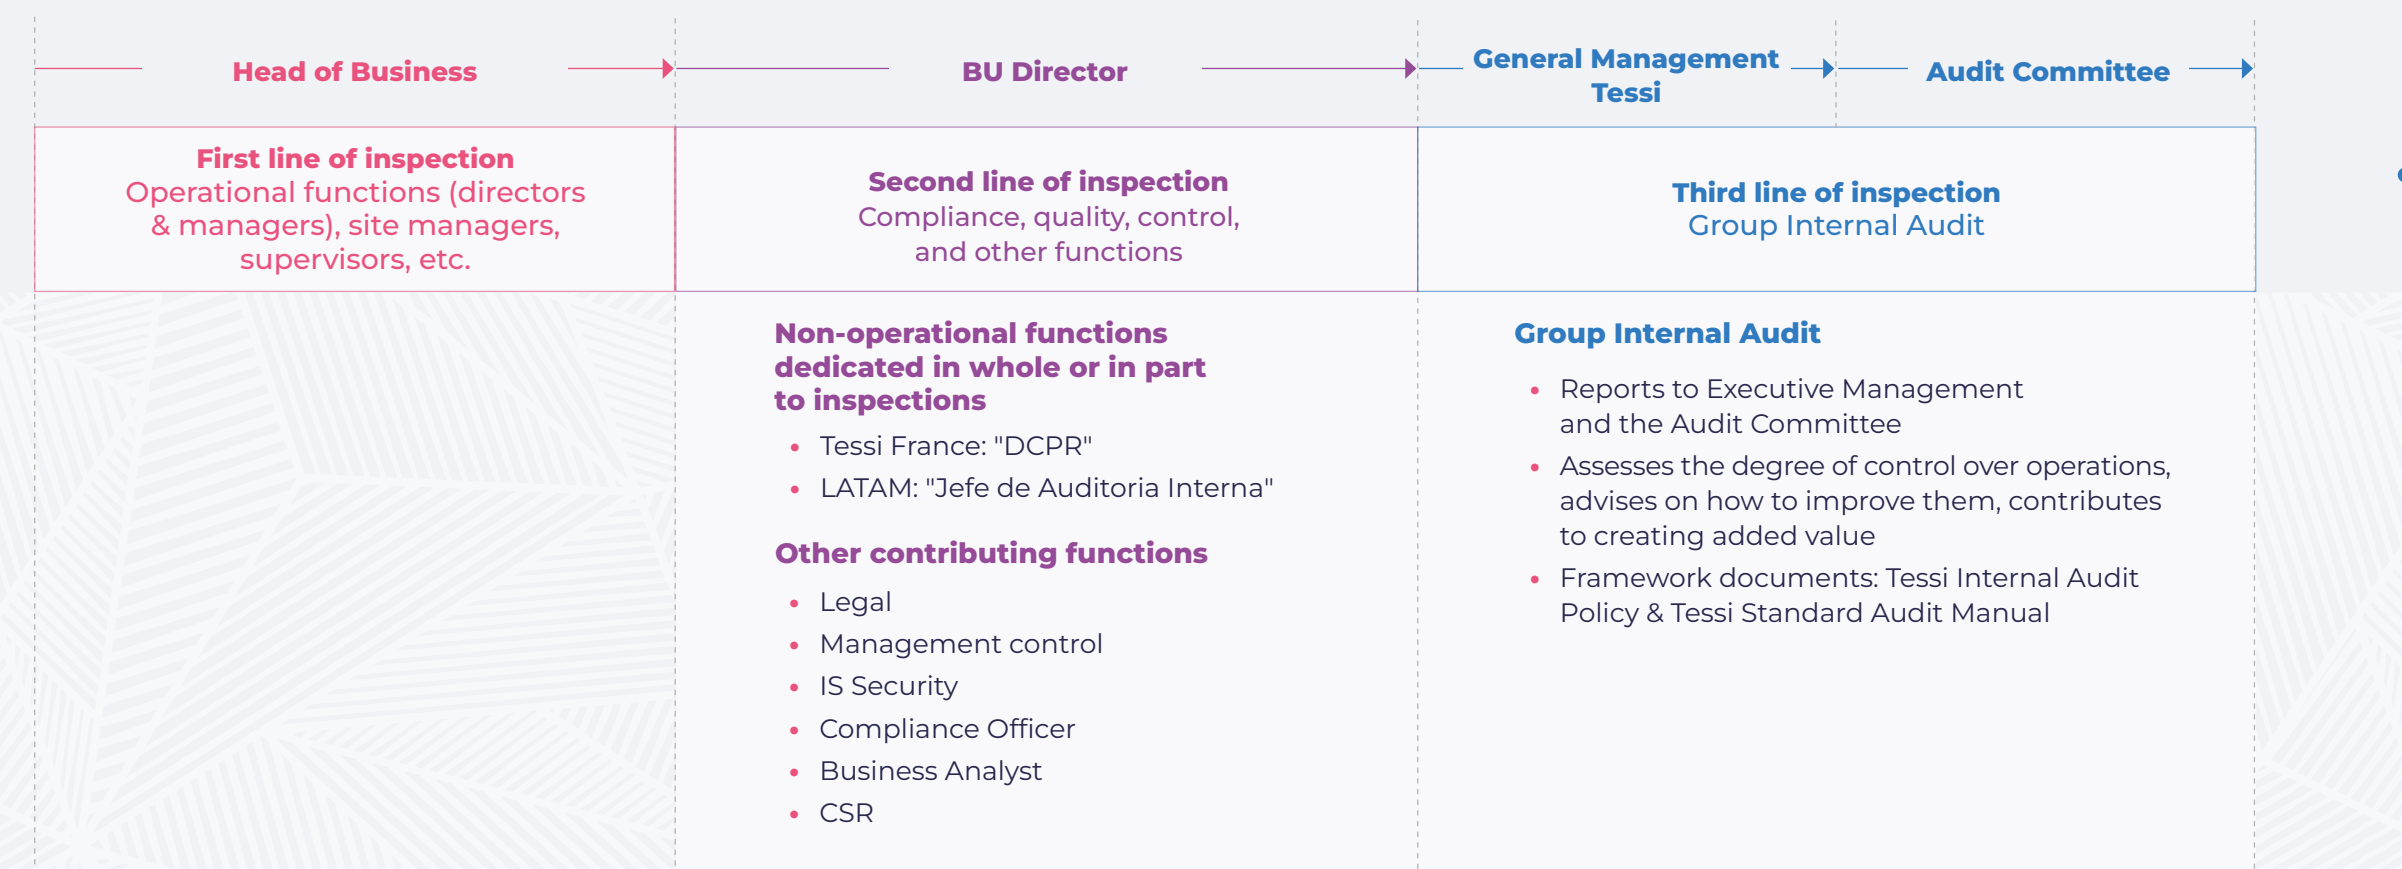 Head of Business
BU Director
General Management
Tessi
Audit Committee
First line of inspection
Operational functions (directors
& managers), site managers,
supervisors, etc.
Second line of inspection
Compliance, quality, control,
and other functions
Third line of inspection
Group Internal Audit
Non-operational functions
dedicated in whole or in part
to inspections
• Tessi France: "DCPR"
• LATAM: "Jefe de Auditoria Interna"
Other contributing functions
• Legal
• Management control
• IS Security
• Compliance Officer
• Business Analyst
• CSR
Group Internal Audit
• Reports to Executive Management
and the Audit Committee
• Assesses the degree of control over operations,
advises on how to improve them, contributes
to creating added value
• Framework documents: Tessi Internal Audit
Policy & Tessi Standard Audit Manual